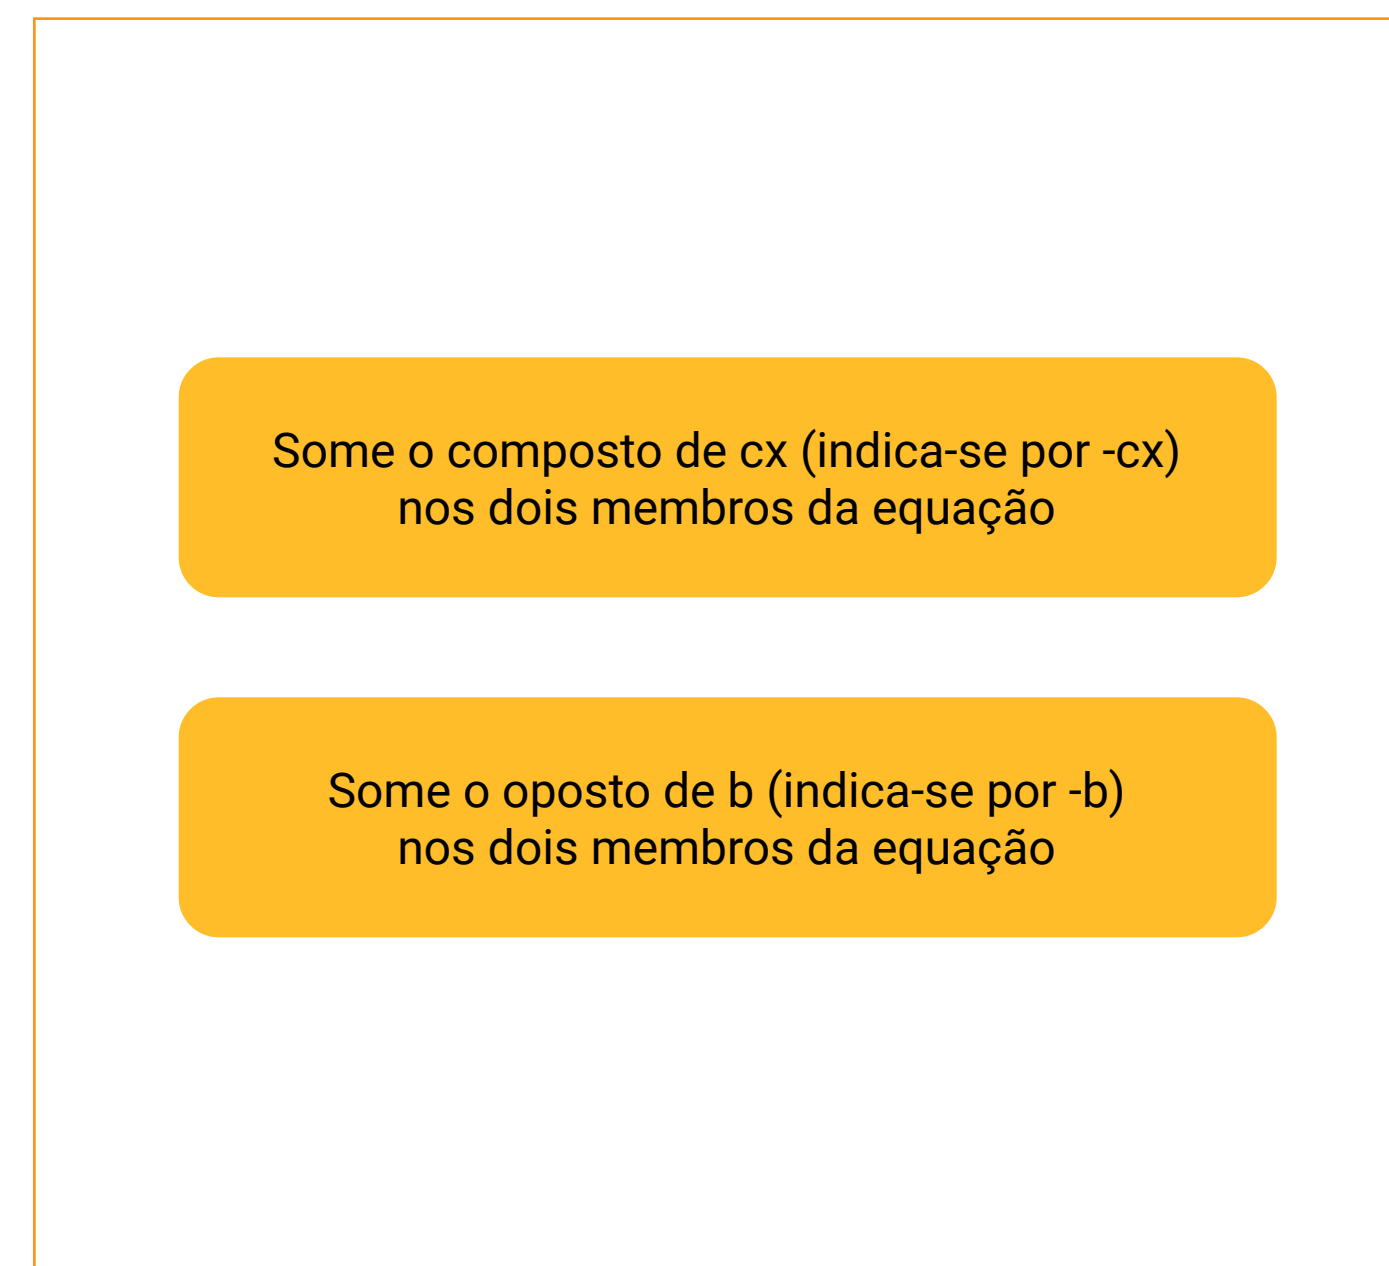 Some o composto de cx (indica-se por -cx)
nos dois membros da equação
Some o oposto de b (indica-se por -b)
nos dois membros da equação